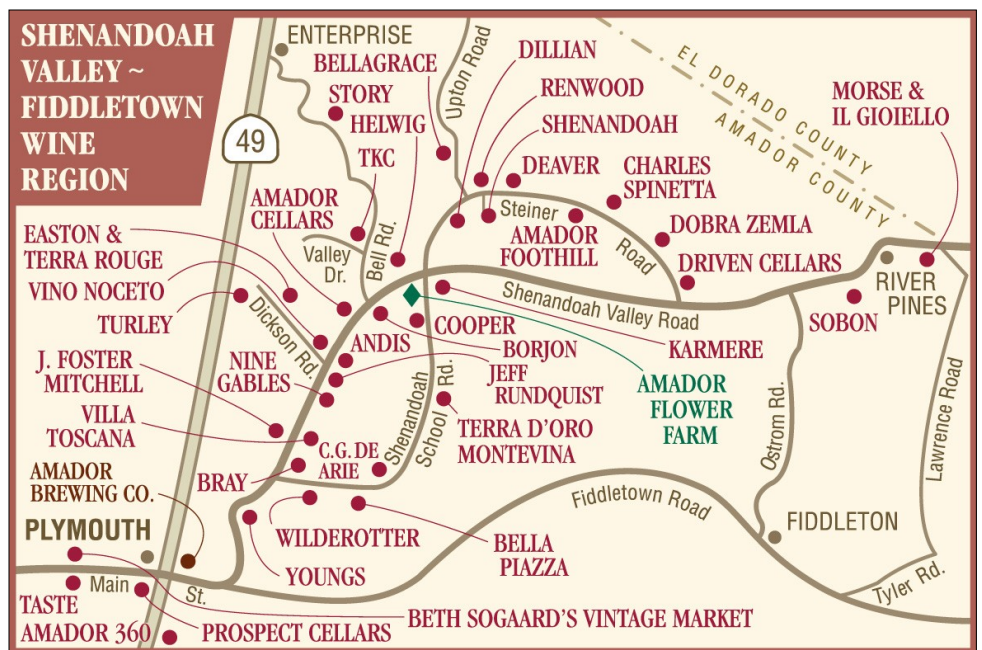 SHENANDOAH
VALLEY ~
FIDDLETOWN
WINE
REGION
49
ENTERPRISE
BELLAGRACE
STORY
HELWIG
TKC
Upton Road
DILLIAN
RENWOOD
SHENANDOAH
DEAVER
CHARLES
SPINETTA
EL DORADO COUNTY
AMADOR COUNTY
MORSE &
IL GIOIELLO
AMADOR
CELLARS
Valley
Dr.
Bell Rd.
Steiner
Road
AMADOR
FOOTHILL
DOBRA ZEMLA
DRIVEN CELLARS
RIVER
PINES
SOBON
EASTON &
TERRA ROUGE
VINO NOCETO
TURLEY
Dickson Rd.
Shenandoah Valley Road
COOPER
ANDIS
BORJON
KARMERE
J. FOSTER
MITCHELL
NINE
GABLES
JEFF
RUNDQUIST
AMADOR
FLOWER
FARM
VILLA
TOSCANA
Shenandoah
School Rd.
TERRA D'ORO
MONTEVINA
Ostrom Rd.
Lawrence Road
C.G. DE
ARIE
BRAY
AMADOR
BREWING CO.
Fiddletown Road
FIDDLETON
PLYMOUTH
WILDEROTTER
BELLA
PIAZZA
YOUNGS
Tyler Rd.
Main
St.
TASTE
AMADOR 360
PROSPECT CELLARS
BETH SOGAARD'S VINTAGE MARKET